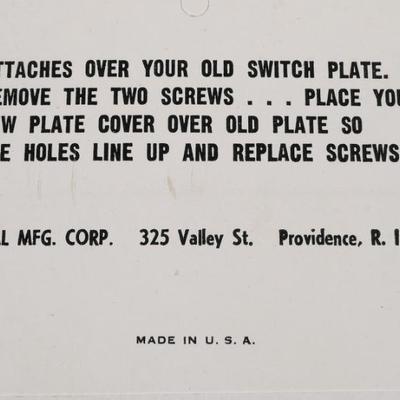 TTACHES OVER YOUR OLD SWITCH PLATE.
EMOVE THE TWO SCREWS . . . PLACE YOU
W PLATE COVER OVER OLD PLATE SO
E HOLES LINE UP AND REPLACE SCREWS
L MFG. CORP. 325 Valley St. Providence, R. I
MADE IN U. S. A.